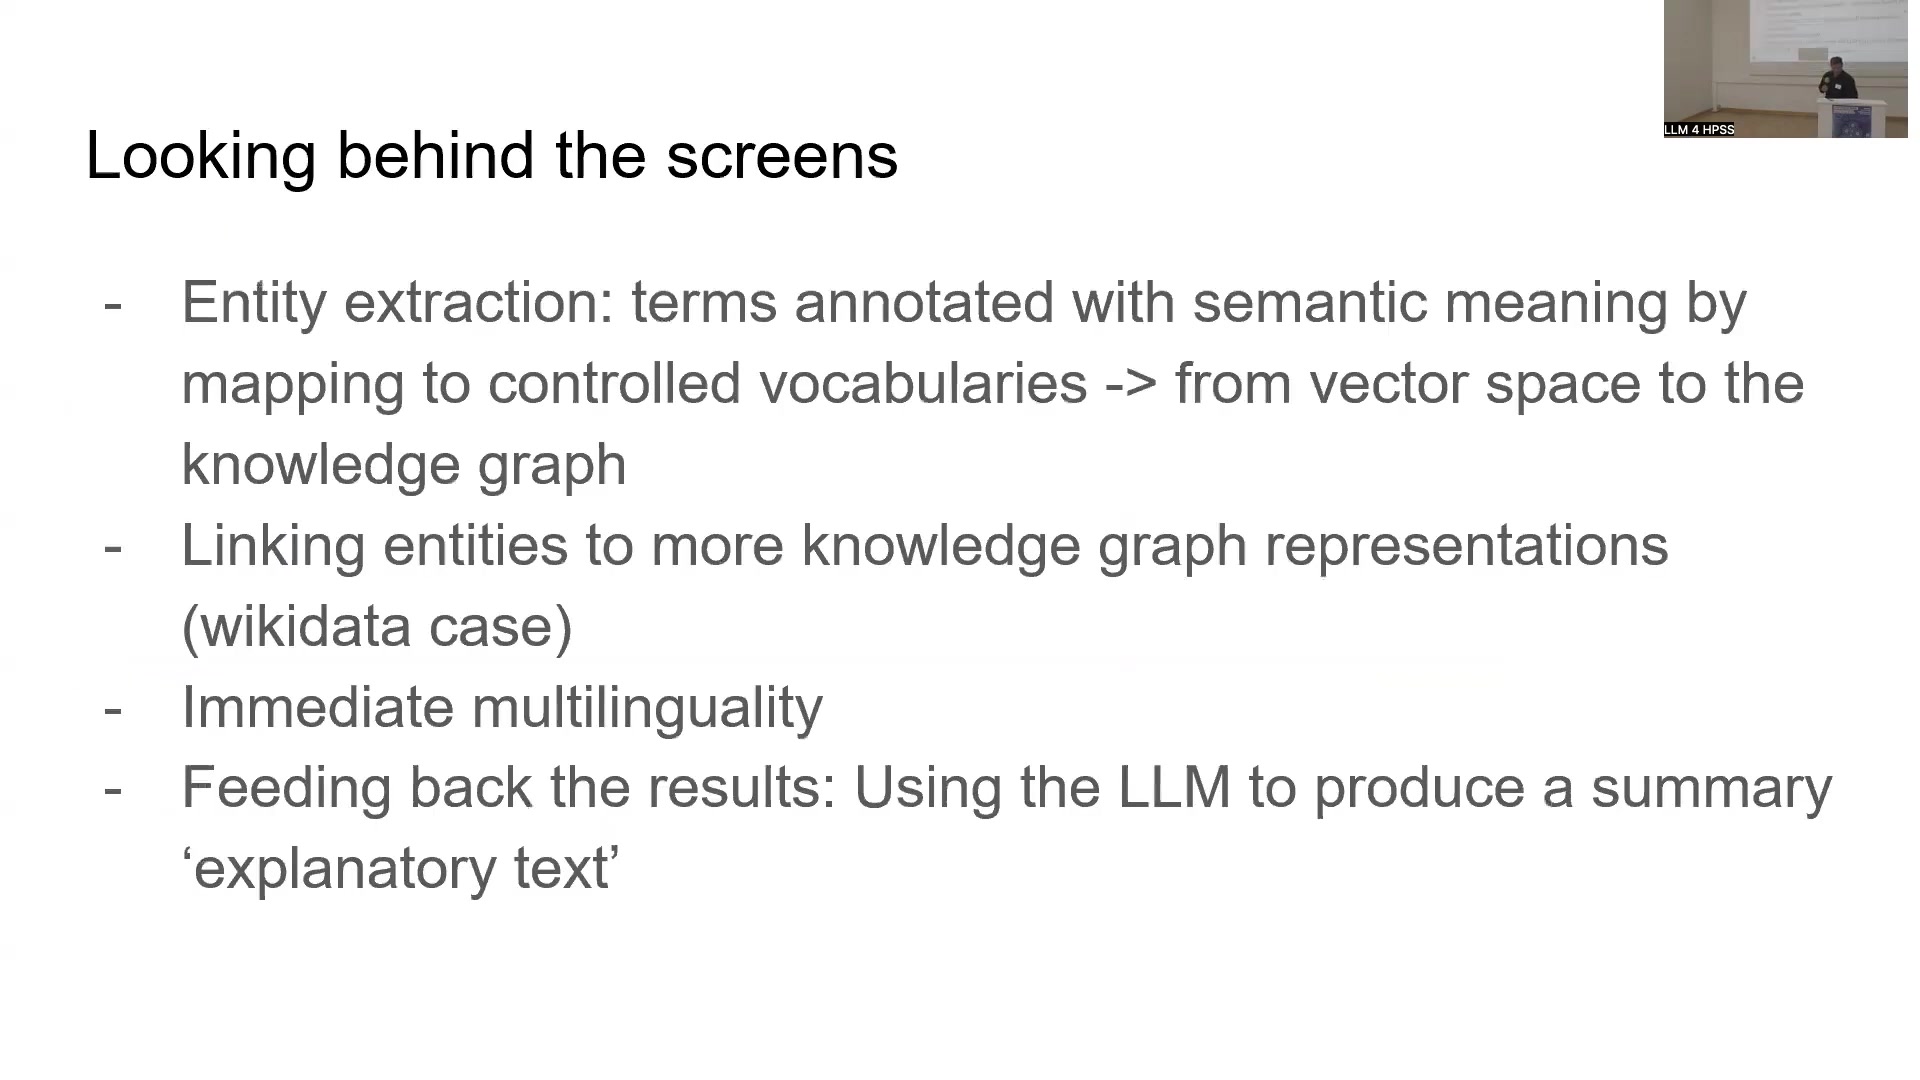 LLM 4 HPSS
Looking behind the screens
- Entity extraction: terms annotated with semantic meaning by
mapping to controlled vocabularies -> from vector space to the
knowledge graph
- Linking entities to more knowledge graph representations
(wikidata case)
- Immediate multilinguality
- Feeding back the results: Using the LLM to produce a summary
‘explanatory text’